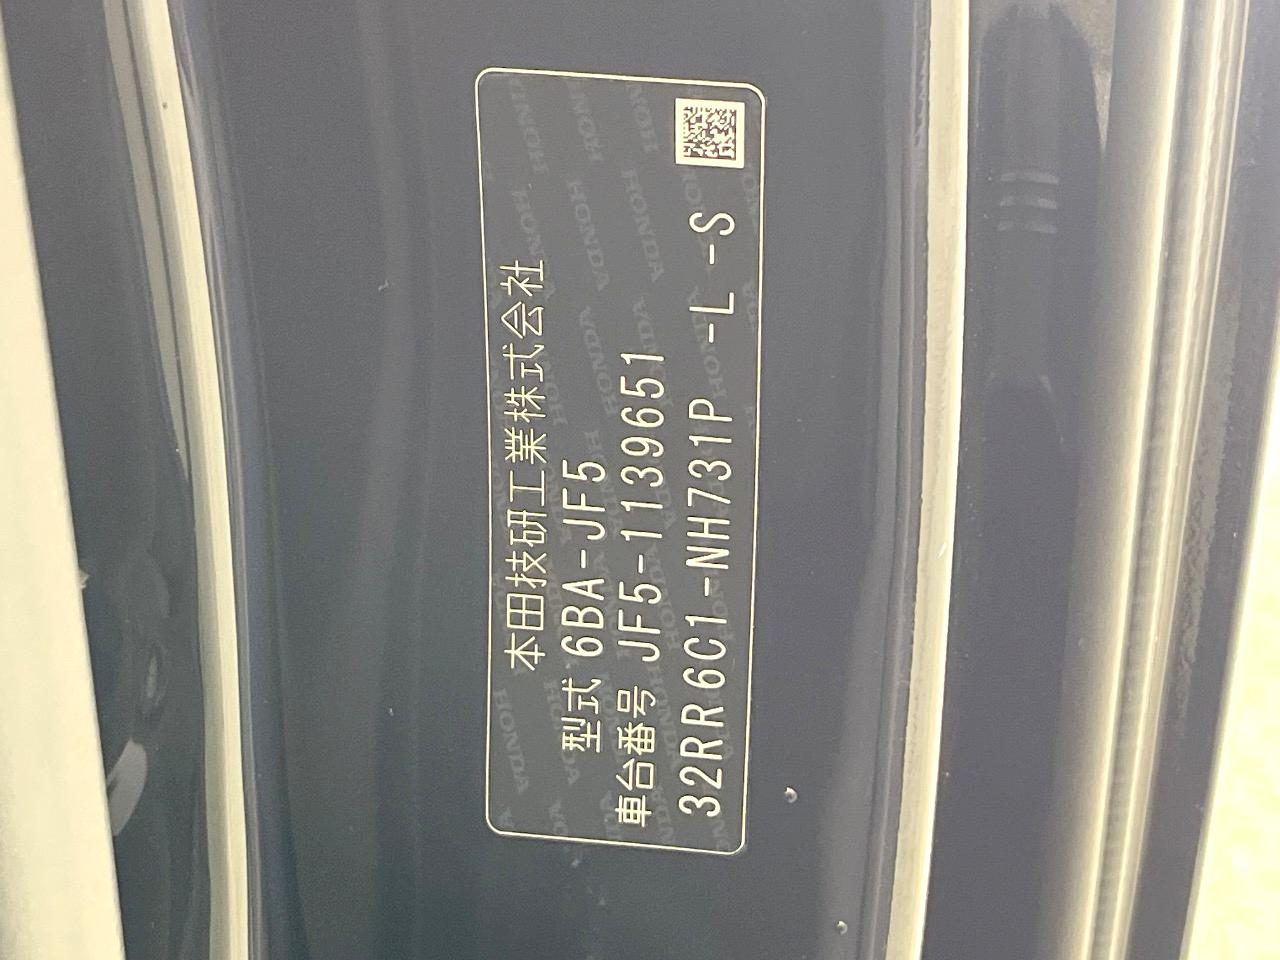 本田技研工業株式会社
型式 6BA-JF5
車台番号 JF5-1139651
32RR6C1-NH731P -L -S